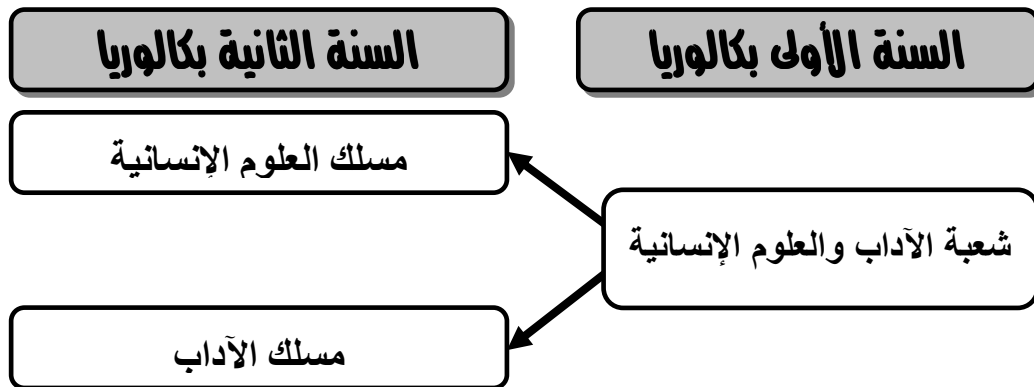 السنة الأولى بكالوريا
السنة الثانية بكالوريا
مسلك العلوم الإنسانية
شعبة الآداب والعلوم الإنسانية
مسلك الآداب